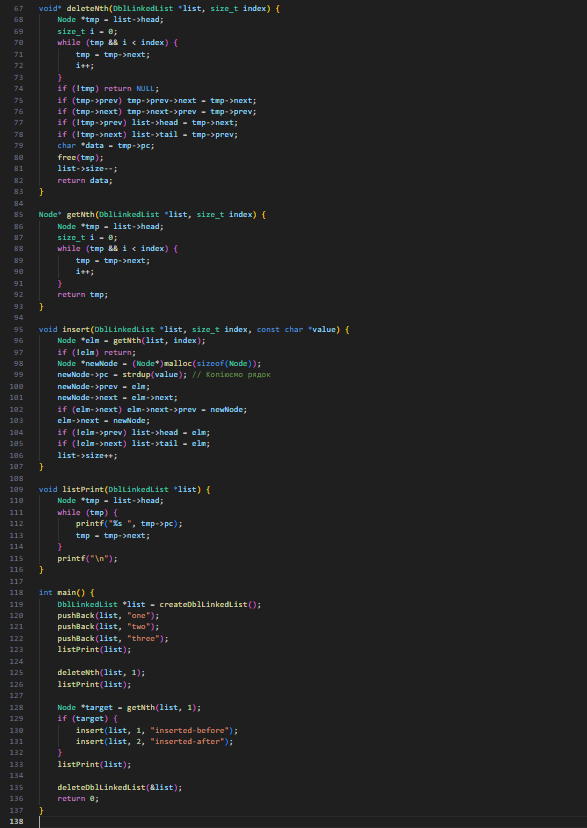 67 void* deleteNth(DblLinkedList *list, size_t index) {
68 Node *tmp = list->head;
69 size_t i = 0;
70 while (tmp && i < index) {
71 tmp = tmp->next;
72 i++;
73 }
74 if (!tmp) return NULL;
75 if (tmp->prev) tmp->prev->next = tmp->next;
76 if (tmp->next) tmp->next->prev = tmp->prev;
77 if (!tmp->prev) list->head = tmp->next;
78 if (!tmp->next) list->tail = tmp->prev;
79 char *data = tmp->pc;
80 free(tmp);
81 list->size--;
82 return data;
83 }
84
85 Node* getNth(DblLinkedList *list, size_t index) {
86 Node *tmp = list->head;
87 size_t i = 0;
88 while (tmp && i < index) {
89 tmp = tmp->next;
90 i++;
91 }
92 return tmp;
93 }
94
95 void insert(DblLinkedList *list, size_t index, const char *value) {
96 Node *elm = getNth(list, index);
97 if (!elm) return;
98 Node *newNode = (Node*)malloc(sizeof(Node));
99 newNode->pc = strdup(value); // Копіюємо рядок
100 newNode->prev = elm;
101 newNode->next = elm->next;
102 if (elm->next) elm->next->prev = newNode;
103 elm->next = newNode;
104 if (!elm->prev) list->head = elm;
105 if (!elm->next) list->tail = elm;
106 list->size++;
107 }
108
109 void listPrint(DblLinkedList *list) {
110 Node *tmp = list->head;
111 while (tmp) {
112 printf("%s ", tmp->pc);
113 tmp = tmp->next;
114 }
115 printf("\n");
116 }
117
118 int main() {
119 DblLinkedList *list = createDblLinkedList();
120 pushBack(list, "one");
121 pushBack(list, "two");
122 pushBack(list, "three");
123 listPrint(list);
124
125 deleteNth(list, 1);
126 listPrint(list);
127
128 Node *target = getNth(list, 1);
129 if (target) {
130 insert(list, 1, "inserted-before");
131 insert(list, 2, "inserted-after");
132 }
133 listPrint(list);
134
135 deleteDblLinkedList(&list);
136 return 0;
137 }
138